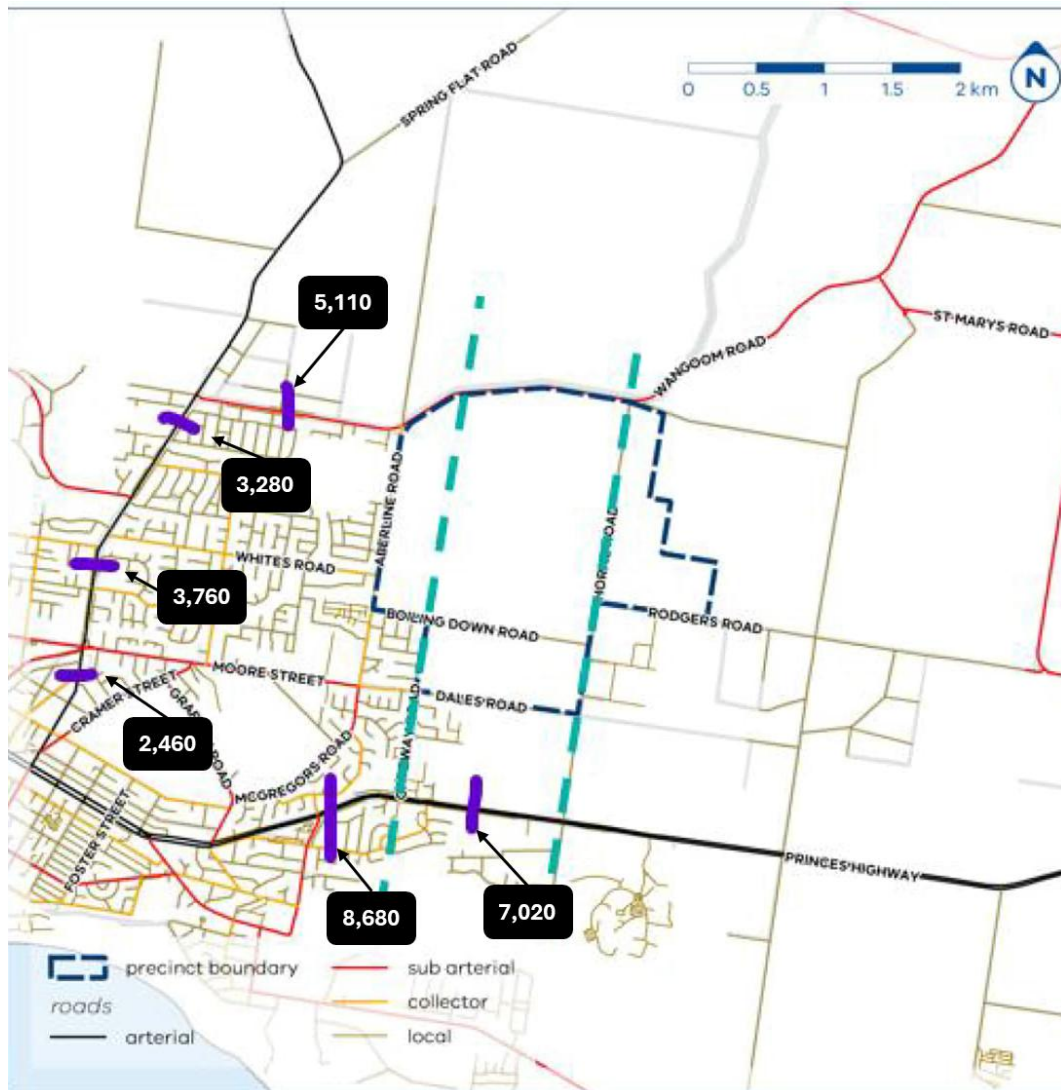 SPRING FLAT ROAD
0 0.5 1 1.5 2 km
N
5,110
ST MARYS ROAD
WANGOOM ROAD
3,280
ABERLINE ROAD
WHITES ROAD
3,760
BOILING DOWN ROAD
RODGERS ROAD
MOORE STREET
CRAMER STREET
DALES ROAD
2,460
ROAD
MCGREGORS ROAD
FOSTER STREET
PRINCES HIGHWAY
8,680
7,020
precinct boundary
sub arterial
roads
collector
arterial
local